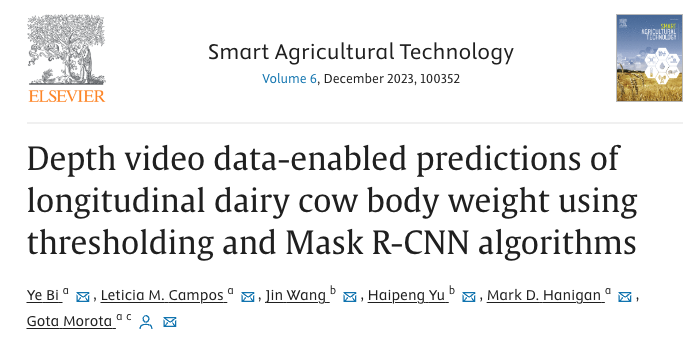 Smart Agricultural Technology
Volume 6, December 2023, 100352
ELSEVIER
SMART
AGRICULTURAL
TECHNOLOGY
Depth video data-enabled predictions of
longitudinal dairy cow body weight using
thresholding and Mask R-CNN algorithms
Ye Bi a, Leticia M. Campos a, Jin Wang b, Haipeng Yu b, Mark D. Hanigan a,
Gota Morota a c